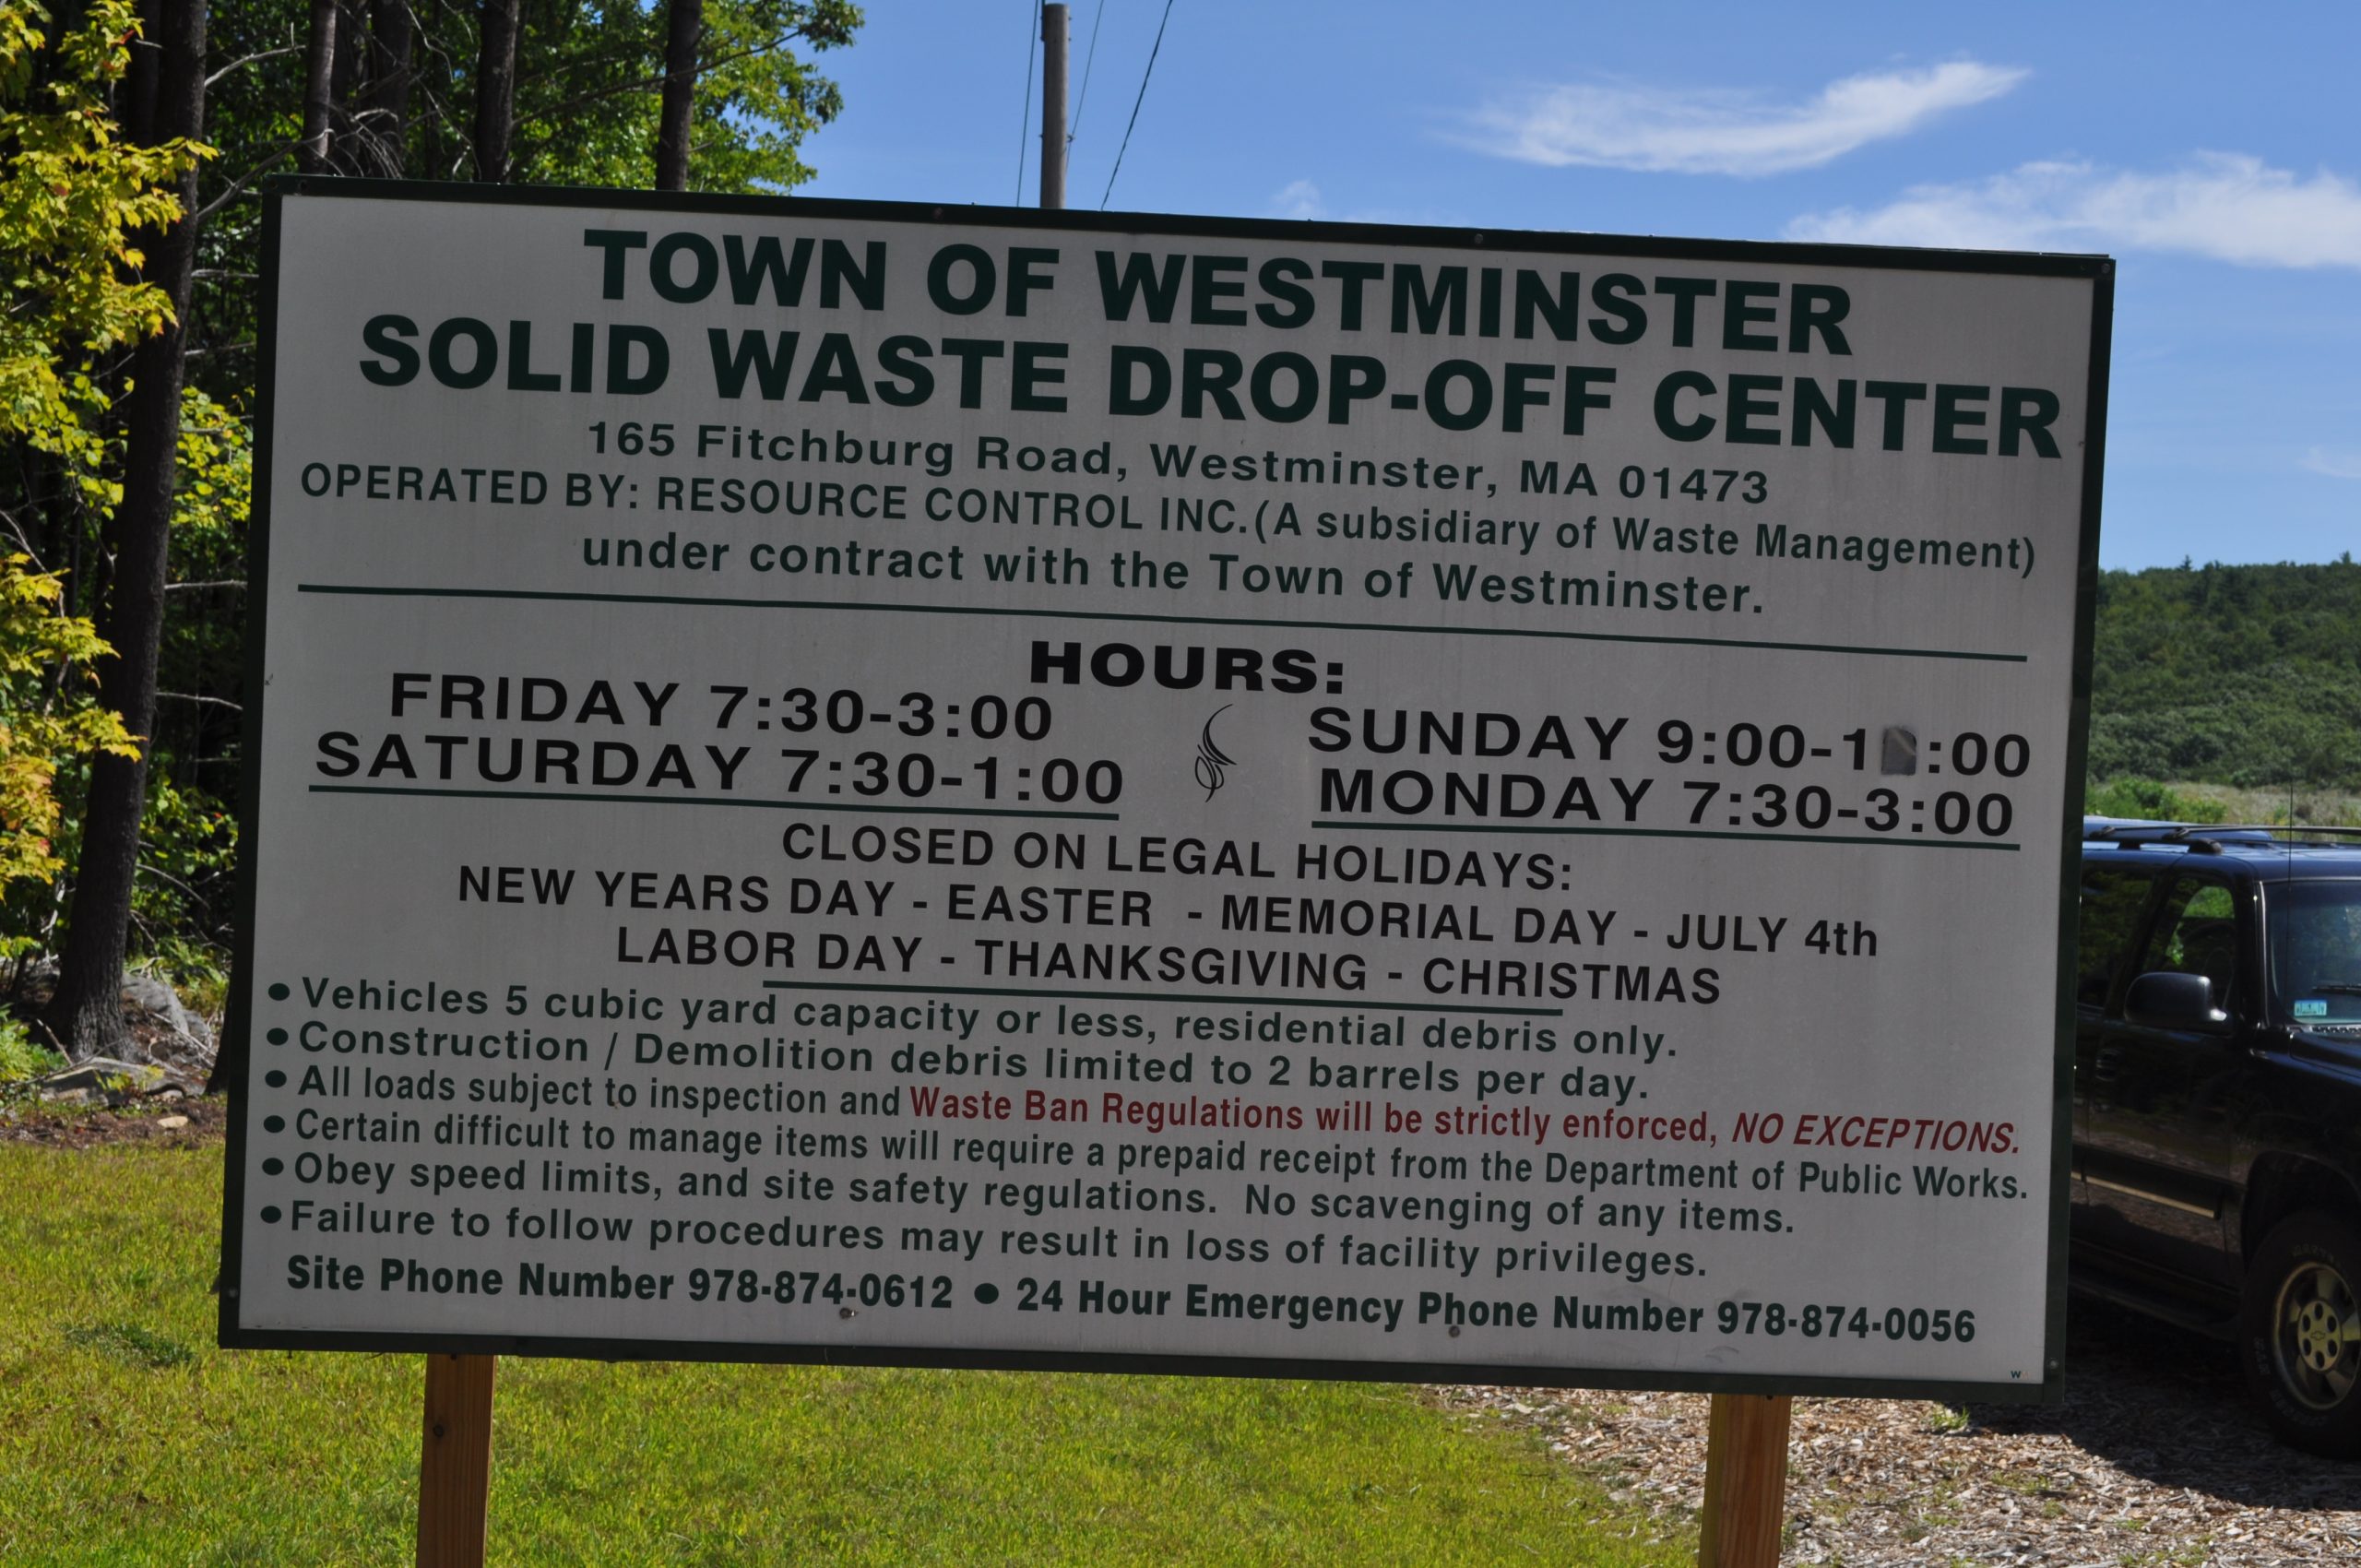 TOWN OF WESTMINSTER
SOLID WASTE DROP-OFF CENTER
165 Fitchburg Road, Westminster, MA 01473
OPERATED BY: RESOURCE CONTROL INC.(A subsidiary of Waste Management)
under contract with the Town of Westminster.
HOURS:
FRIDAY 7:30-3:00 SUNDAY 9:00-
SATURDAY 7:30-1:00 MONDAY 7:30-3:00
CLOSED ON LEGAL HOLIDAYS:
NEW YEARS DAY - EASTER - MEMORIAL DAY - JULY 4th
LABOR DAY - THANKSGIVING - CHRISTMAS
• Vehicles 5 cubic yard capacity or less, residential debris only.
• Construction / Demolition debris limited to 2 barrels per day.
• All loads subject to inspection and Waste Ban Regulations will be strictly enforced, NO EXCEPTIONS.
• Certain difficult to manage items will require a prepaid receipt from the Department of Public Works.
• Obey speed limits, and site safety regulations. No scavenging of any items.
• Failure to follow procedures may result in loss of facility privileges.
Site Phone Number 978-874-0612 • 24 Hour Emergency Phone Number 978-874-0056